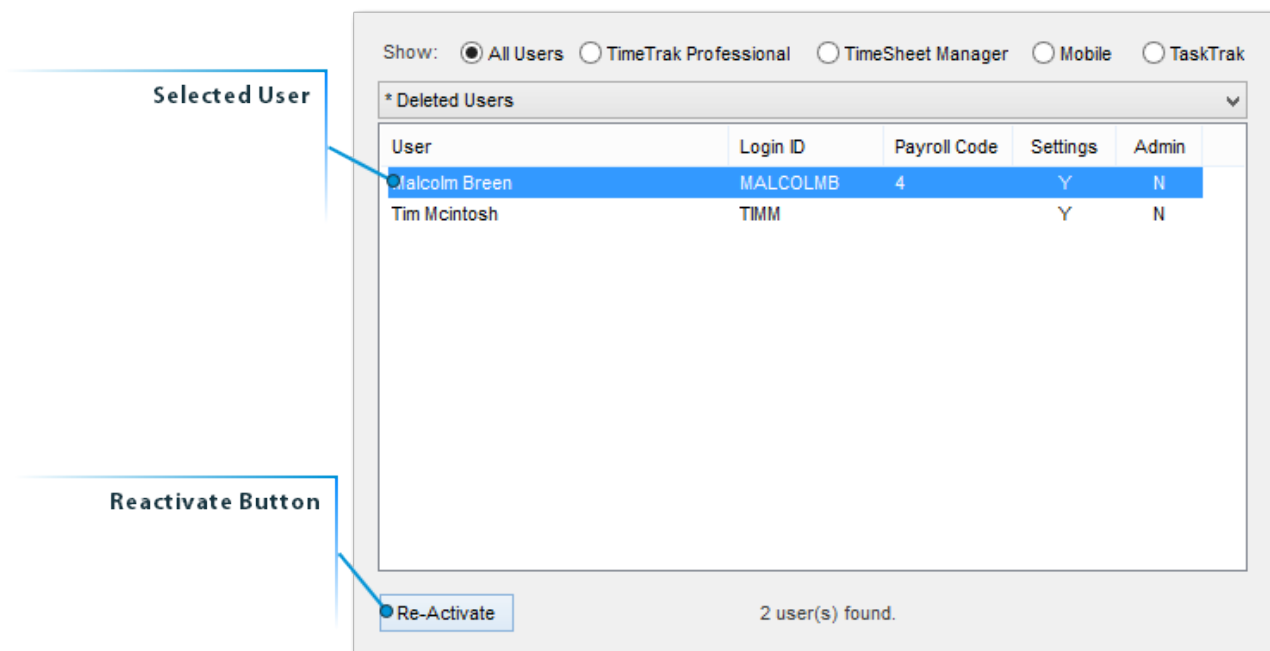 Show: All Users TimeTrak Professional TimeSheet Manager Mobile TaskTrak
Selected User
* Deleted Users
User Login ID Payroll Code Settings Admin
Malcolm Breen MALCOLMB 4 Y N
Tim Mcintosh TIMM Y N
Reactivate Button
Re-Activate 2 user(s) found.